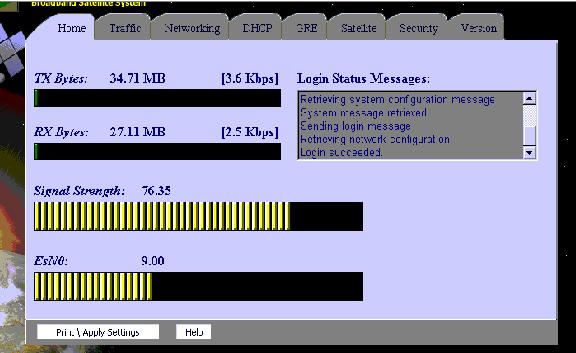 Broadband Satellite System
Home Traffic Networking DHCP GRE Satellite Security Version
TX Bytes: 34.71 MB [3.6 Kbps]
Login Status Messages:
Retrieving system configuration message
System message retrieved
Sending login message
Retrieving network configuration
Login succeeded.
RX Bytes: 27.11 MB [2.5 Kbps]
Signal Strength: 76.35
EsN0: 9.00
Print \ Apply Settings Help